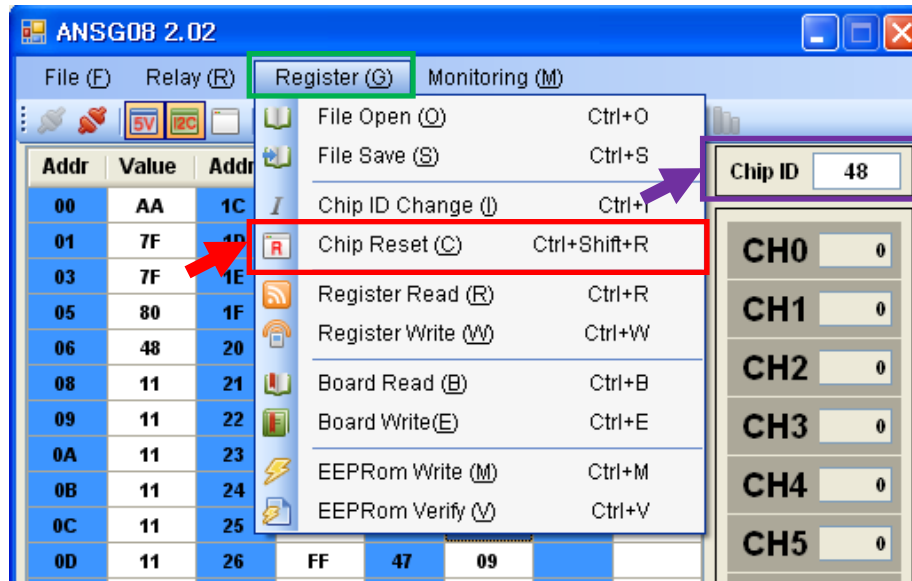 ANSG08 2.02
File (F) Relay (R) Register (G) Monitoring (M)
5V I2C
File Open (O) Ctrl+O
File Save (S) Ctrl+S
Chip ID Change (I) Ctrl+I
R Chip Reset (C) Ctrl+Shift+R
Register Read (R) Ctrl+R
Register Write (W) Ctrl+W
Board Read (B) Ctrl+B
Board Write(E) Ctrl+E
EEPRom Write (M) Ctrl+M
EEPRom Verify (V) Ctrl+V
Chip ID 48
Addr Value Addr
00 AA 1C
01 7F 1D
03 7F 1E
05 80 1F
06 48 20
08 11 21
09 11 22
0A 11 23
0B 11 24
0C 11 25
0D 11 26 FF 47 09
CH0 0
CH1 0
CH2 0
CH3 0
CH4 0
CH5 0